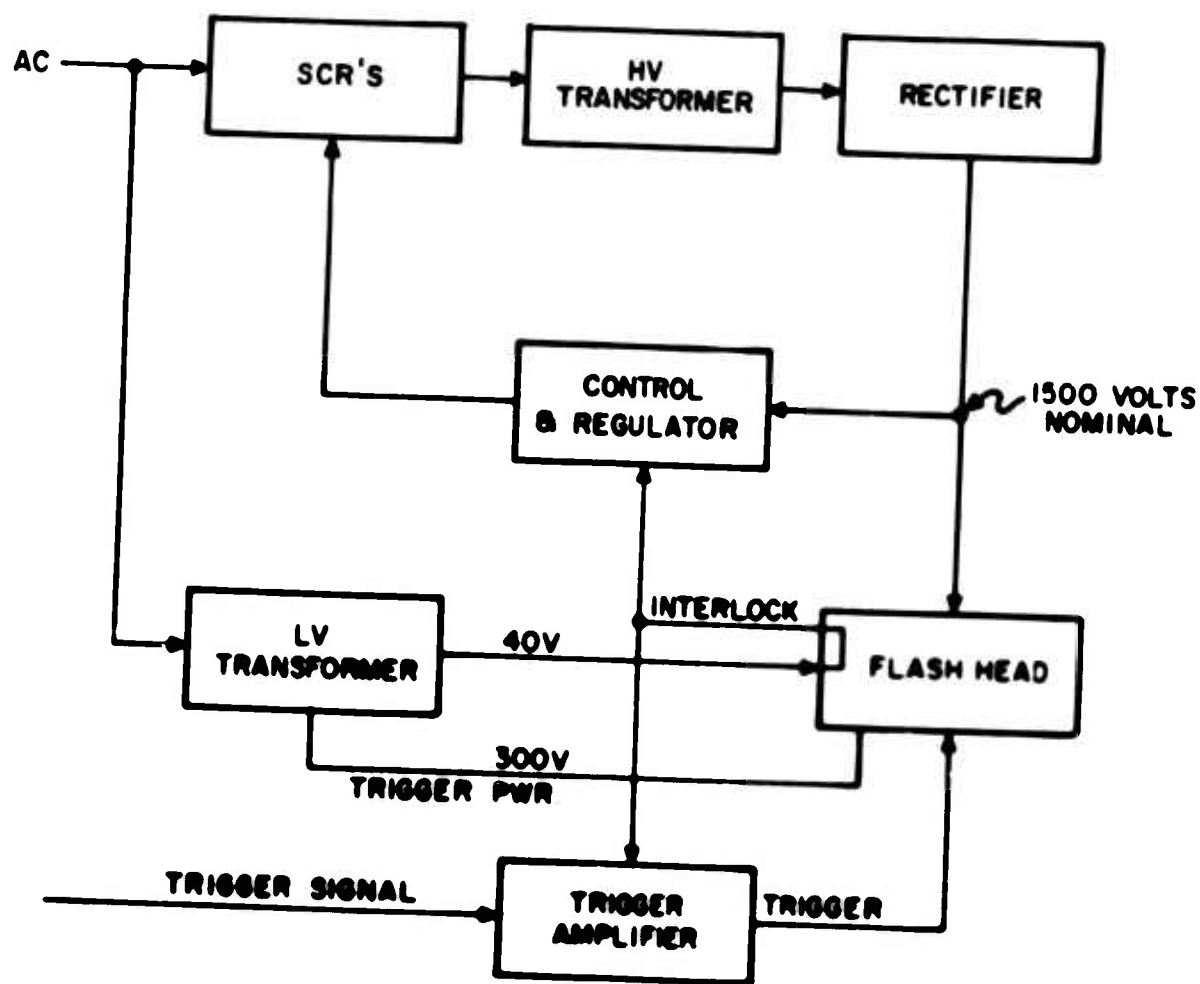 AC
SCR'S
HV
TRANSFORMER
RECTIFIER
CONTROL
& REGULATOR
1500 VOLTS
NOMINAL
INTERLOCK
LV
TRANSFORMER
40V
FLASH HEAD
300V
TRIGGER PWR
TRIGGER SIGNAL
TRIGGER
AMPLIFIER
TRIGGER